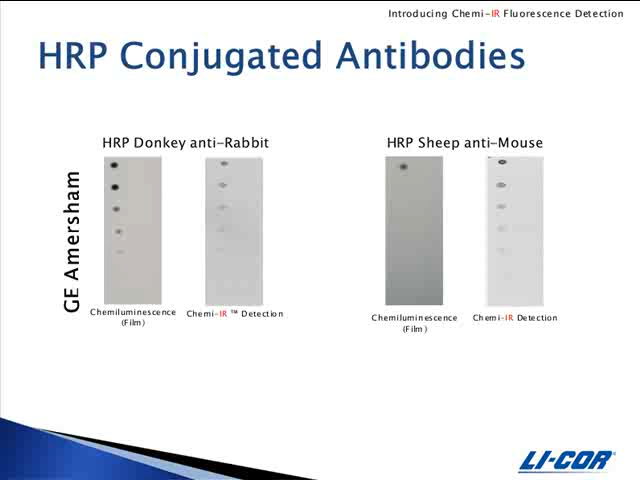 Introducing Chemi-IR Fluorescence Detection
HRP Conjugated Antibodies
HRP Donkey anti-Rabbit
HRP Sheep anti-Mouse
GE Amersham
Chemiluminescence
(Film)
Chemi-IR ™ Detection
Chemiluminescence
(Film)
Chemi-IR Detection
LI-COR®